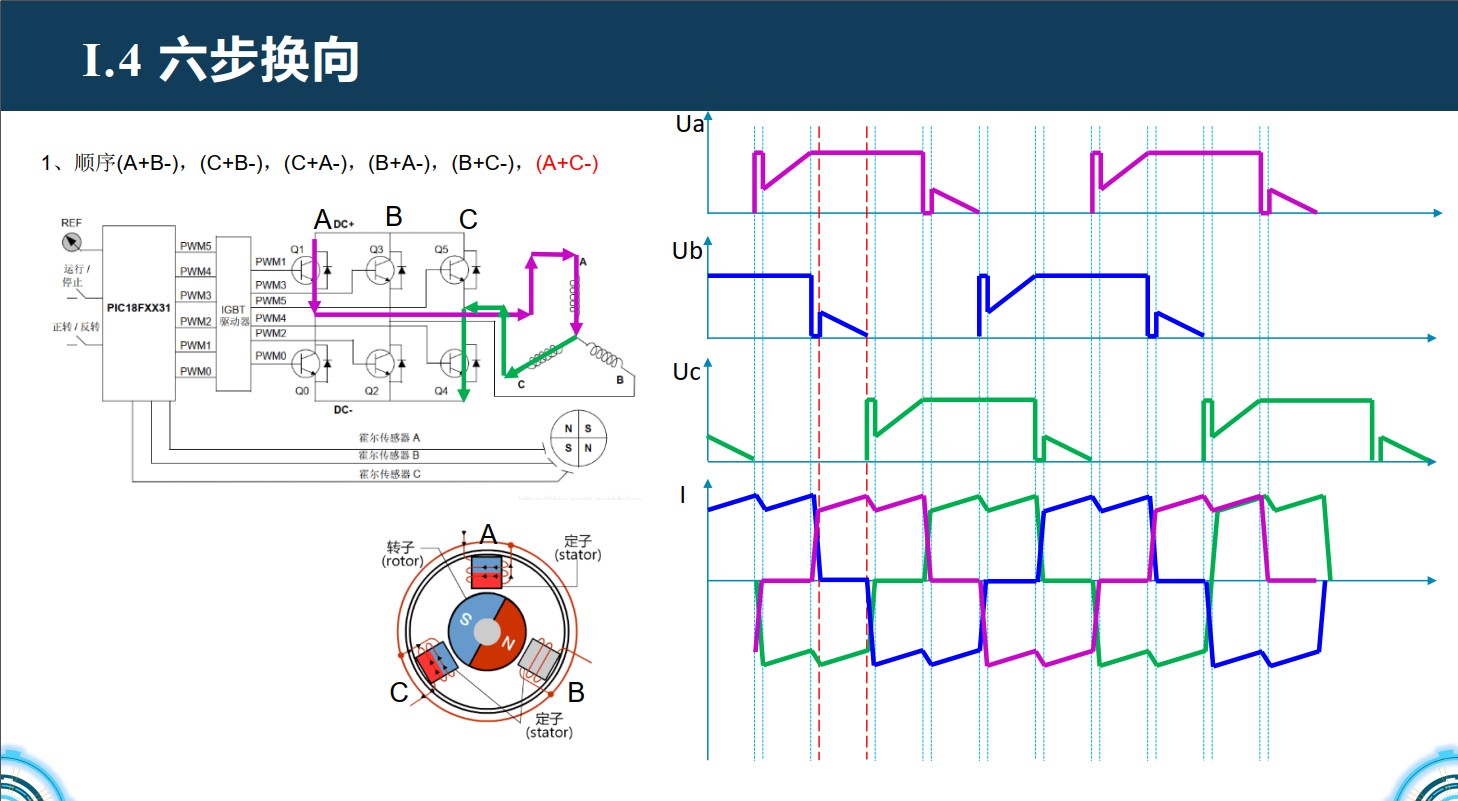 I.4 六步换向
1、顺序(A+B-)，(C+B-)，(C+A-)，(B+A-)，(B+C-)，(A+C-)
A DC+ B C
REF
运行 /
停止
正转 / 反转
PIC18FXX31
PWM5
PWM4
PWM3
PWM2
PWM1
PWM0
IGBT
驱动器
PWM1
PWM3
PWM5
PWM4
PWM2
PWM0
Q1
Q3
Q5
Q0
Q2
Q4
DC-
A
B
C
N S
S N
霍尔传感器 A
霍尔传感器 B
霍尔传感器 C
A
转子
(rotor)
定子
(stator)
S
N
C
B
定子
(stator)
Ua
Ub
Uc
I